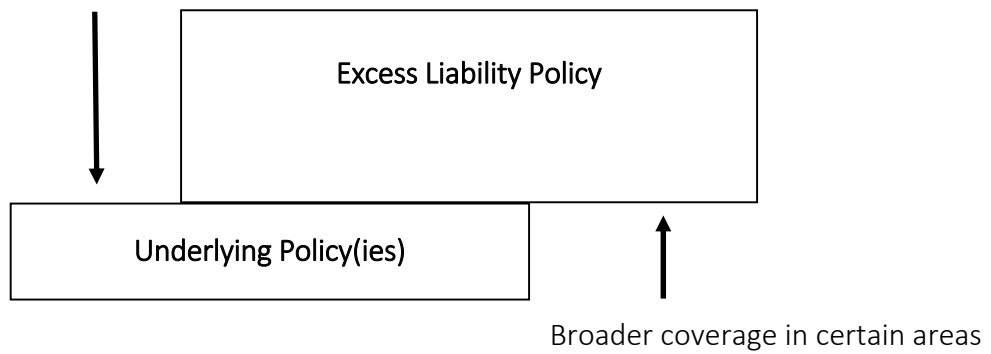 Excess Liability Policy
Underlying Policy(ies)
Broader coverage in certain areas